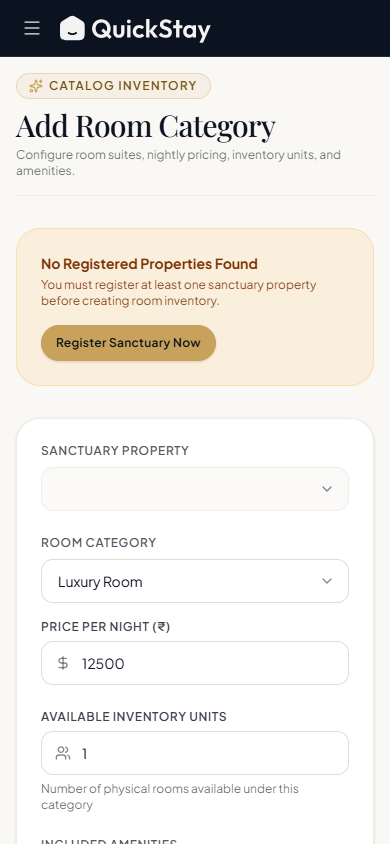 QuickStay
CATALOG INVENTORY
Add Room Category
Configure room suites, nightly pricing, inventory units, and
amenities.
No Registered Properties Found
You must register at least one sanctuary property
before creating room inventory.
Register Sanctuary Now
SANCTUARY PROPERTY
ROOM CATEGORY
Luxury Room
PRICE PER NIGHT (₹)
$ 12500
AVAILABLE INVENTORY UNITS
1
Number of physical rooms available under this
category
INCLUDED AMENITIES